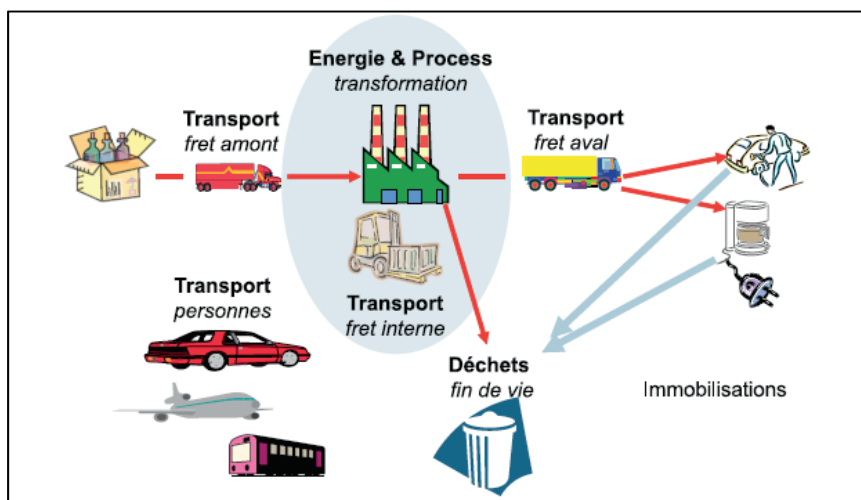 Energie & Process
transformation
Transport
fret amont
Transport
fret aval
Transport
personnes
Transport
fret interne
Déchets
fin de vie
Immobilisations